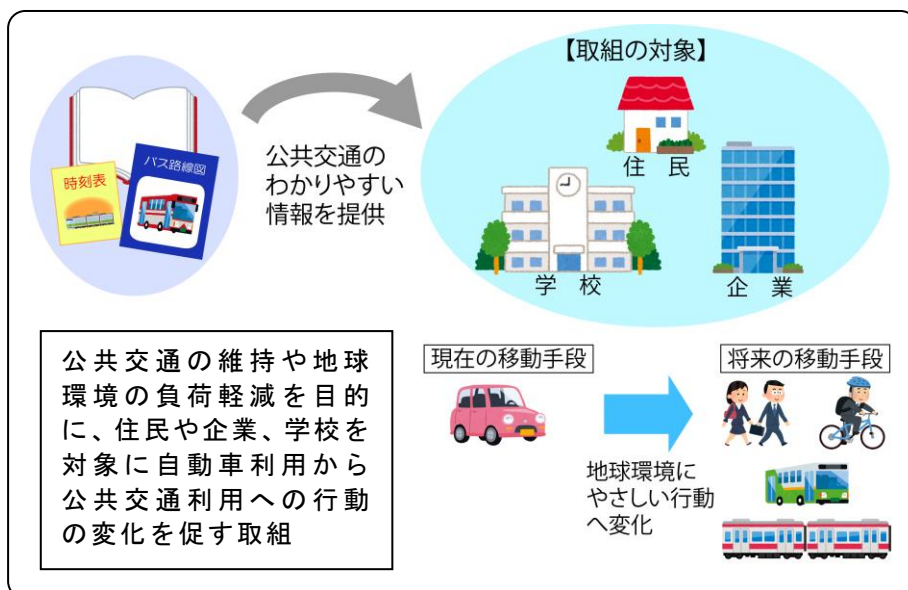 【取組の対象】
時刻表
バス路線図
公共交通の
わかりやすい
情報を提供
住民
学校
企業
公共交通の維持や地球
環境の負荷軽減を目的
に、住民や企業、学校を
対象に自動車利用から
公共交通利用への行動
の変化を促す取組
現在の移動手段
将来の移動手段
地球環境に
やさしい行動
へ変化